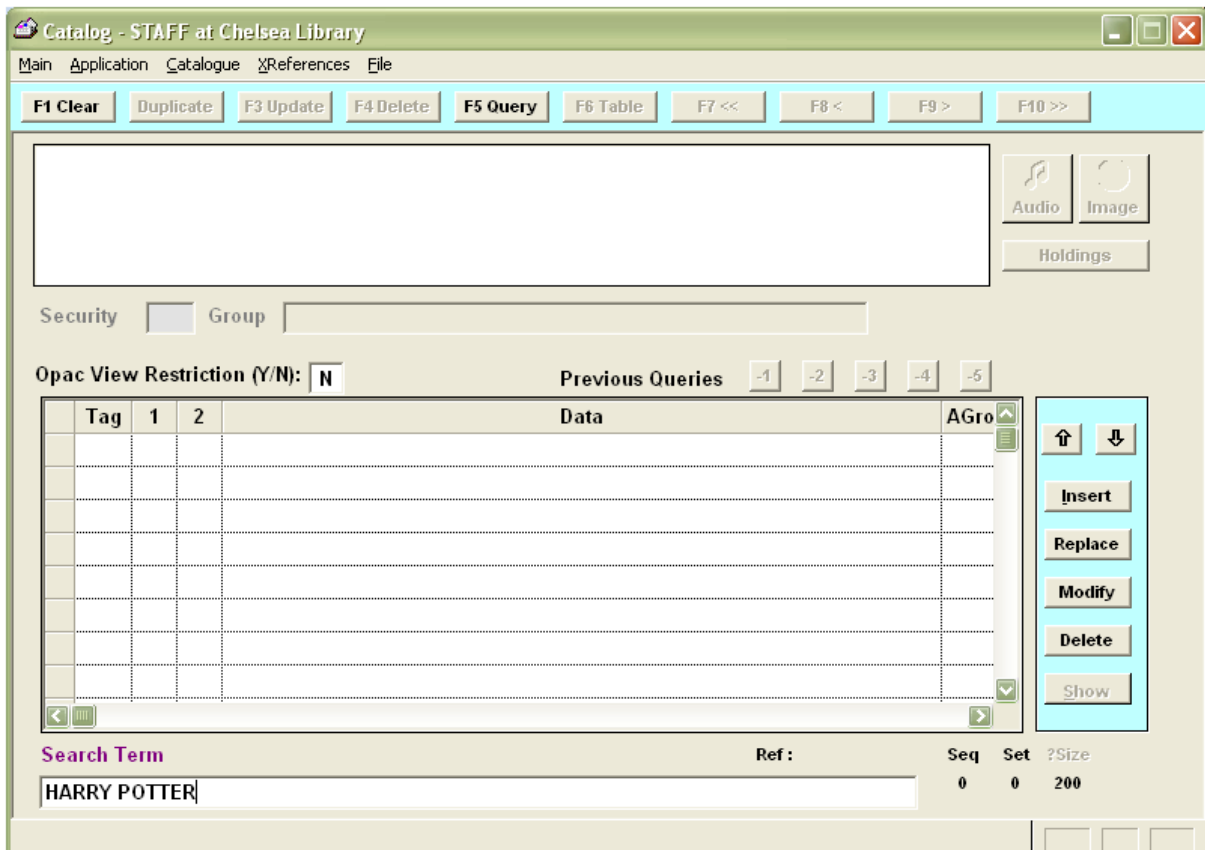 Catalog - STAFF at Chelsea Library
Main Application Catalogue XReferences File
F1 Clear Duplicate F3 Update F4 Delete F5 Query F6 Table F7 << F8 < F9 > F10 >>
Audio Image
Holdings
Security Group
Opac View Restriction (Y/N): N Previous Queries -1 -2 -3 -4 -5
Tag 1 2 Data AGro
Insert
Replace
Modify
Delete
Show
Search Term Ref : Seq Set ?Size
HARRY POTTER 0 0 200